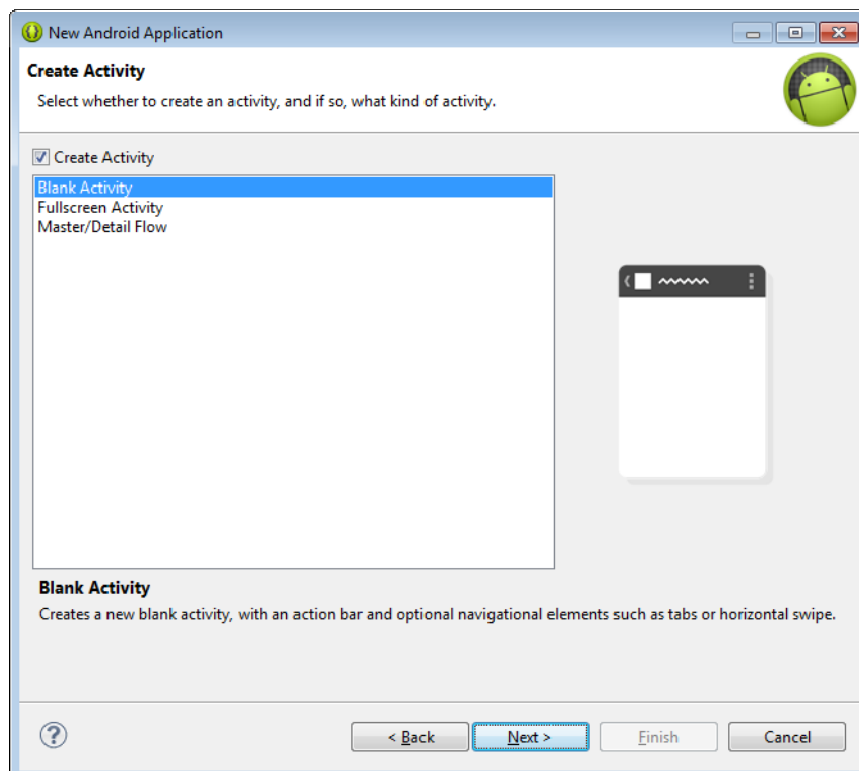 New Android Application
Create Activity
Select whether to create an activity, and if so, what kind of activity.
Create Activity
Blank Activity
Fullscreen Activity
Master/Detail Flow
Blank Activity
Creates a new blank activity, with an action bar and optional navigational elements such as tabs or horizontal swipe.
? < Back Next > Finish Cancel